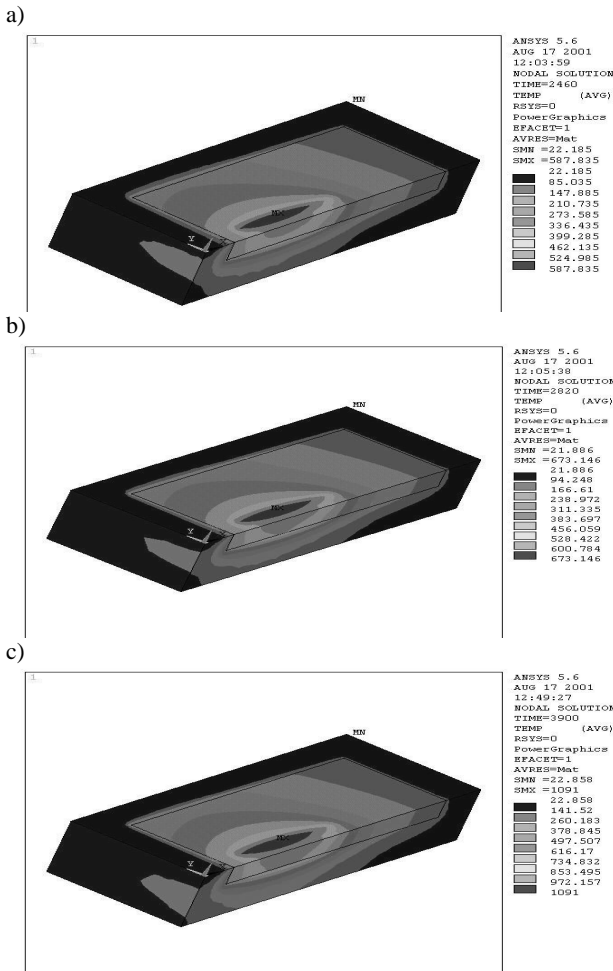 a)
1
ANSYS 5.6
AUG 17 2001
12:03:59
NODAL SOLUTION
TIME=2460
TEMP (AVG)
RSYS=0
PowerGraphics
EFACET=1
AVRES=Mat
SMN =22.185
SMX =587.835
22.185
85.035
147.885
210.735
273.585
336.435
399.285
462.135
524.985
587.835
MN
MX
Y
b)
1
ANSYS 5.6
AUG 17 2001
12:05:38
NODAL SOLUTION
TIME=2820
TEMP (AVG)
RSYS=0
PowerGraphics
EFACET=1
AVRES=Mat
SMN =21.886
SMX =673.146
21.886
94.248
166.61
238.972
311.335
383.697
456.059
528.422
600.784
673.146
MN
MX
Y
c)
1
ANSYS 5.6
AUG 17 2001
12:49:27
NODAL SOLUTION
TIME=3900
TEMP (AVG)
RSYS=0
PowerGraphics
EFACET=1
AVRES=Mat
SMN =22.858
SMX =1091
22.858
141.52
260.183
378.845
497.507
616.17
734.832
853.495
972.157
1091
MN
MX
Y